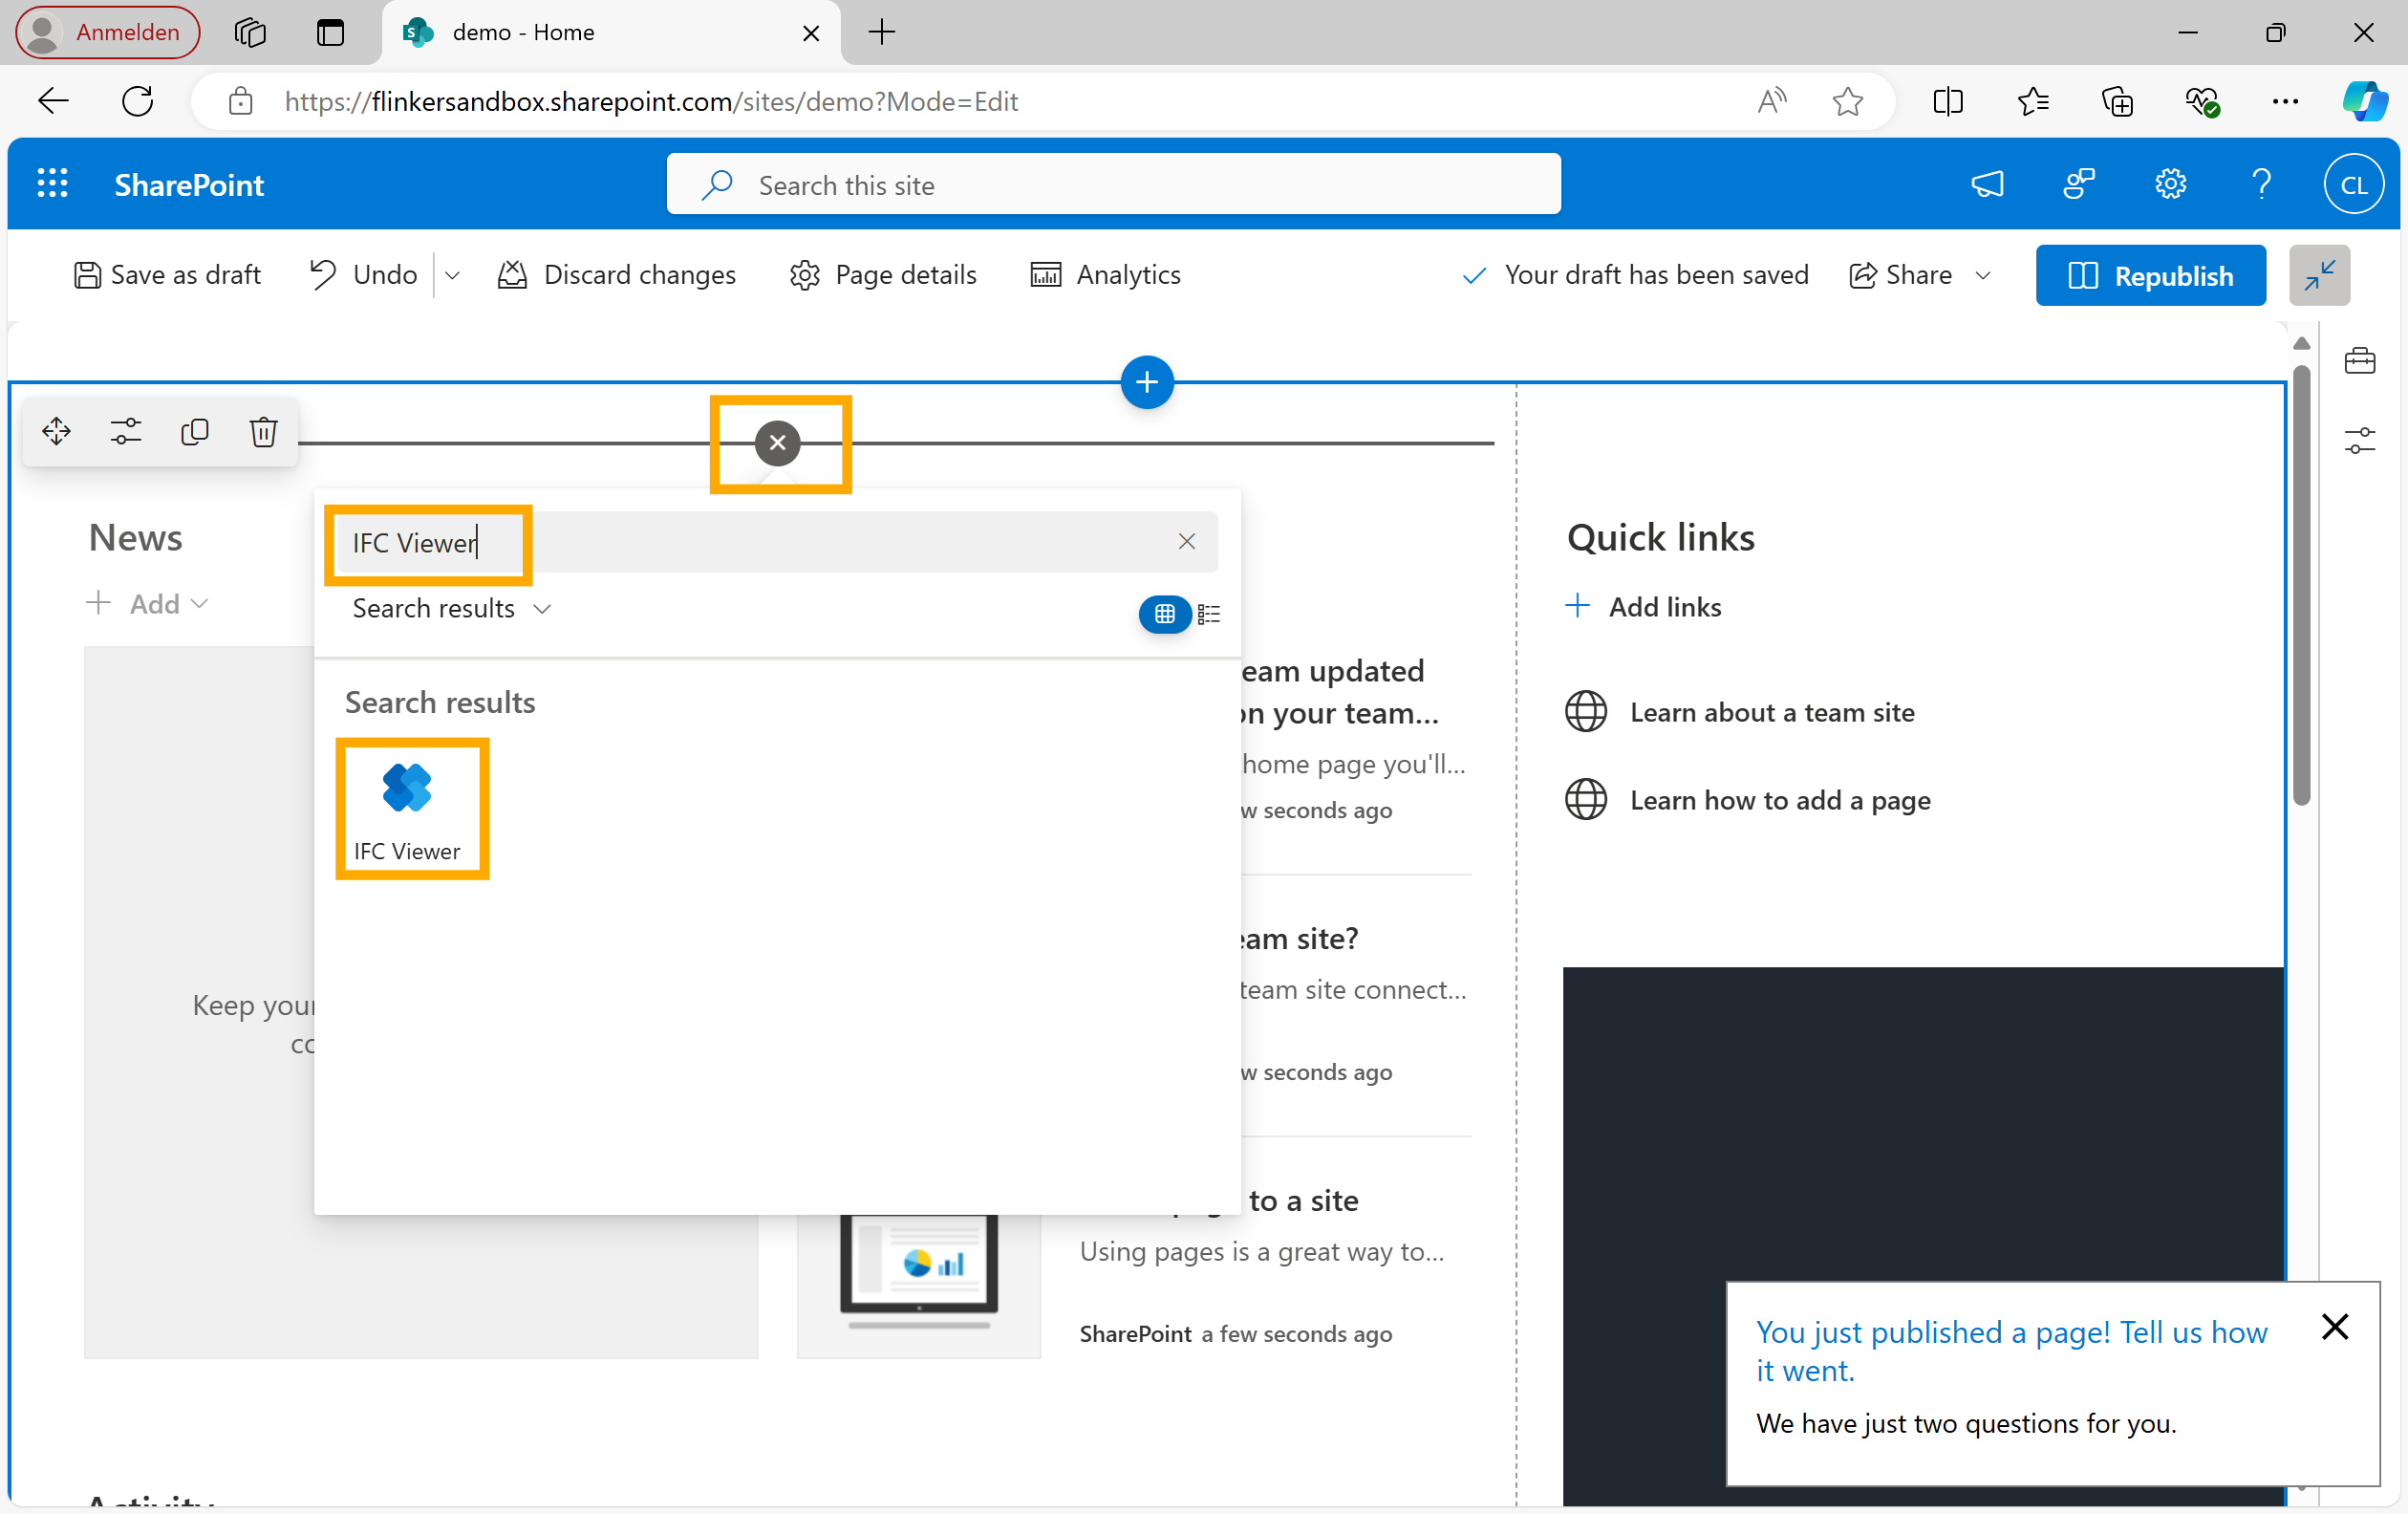 Anmelden
demo - Home
https://flinkersandbox.sharepoint.com/sites/demo?Mode=Edit
SharePoint
Search this site
CL
Save as draft
Undo
Discard changes
Page details
Analytics
Your draft has been saved
Share
Republish
News
Add
IFC Viewer
Search results
Search results
IFC Viewer
Keep your
eam updated
on your team...
home page you'll...
w seconds ago
eam site?
team site connect...
w seconds ago
to a site
Using pages is a great way to...
SharePoint a few seconds ago
Quick links
Add links
Learn about a team site
Learn how to add a page
You just published a page! Tell us how
it went.
We have just two questions for you.
Activity